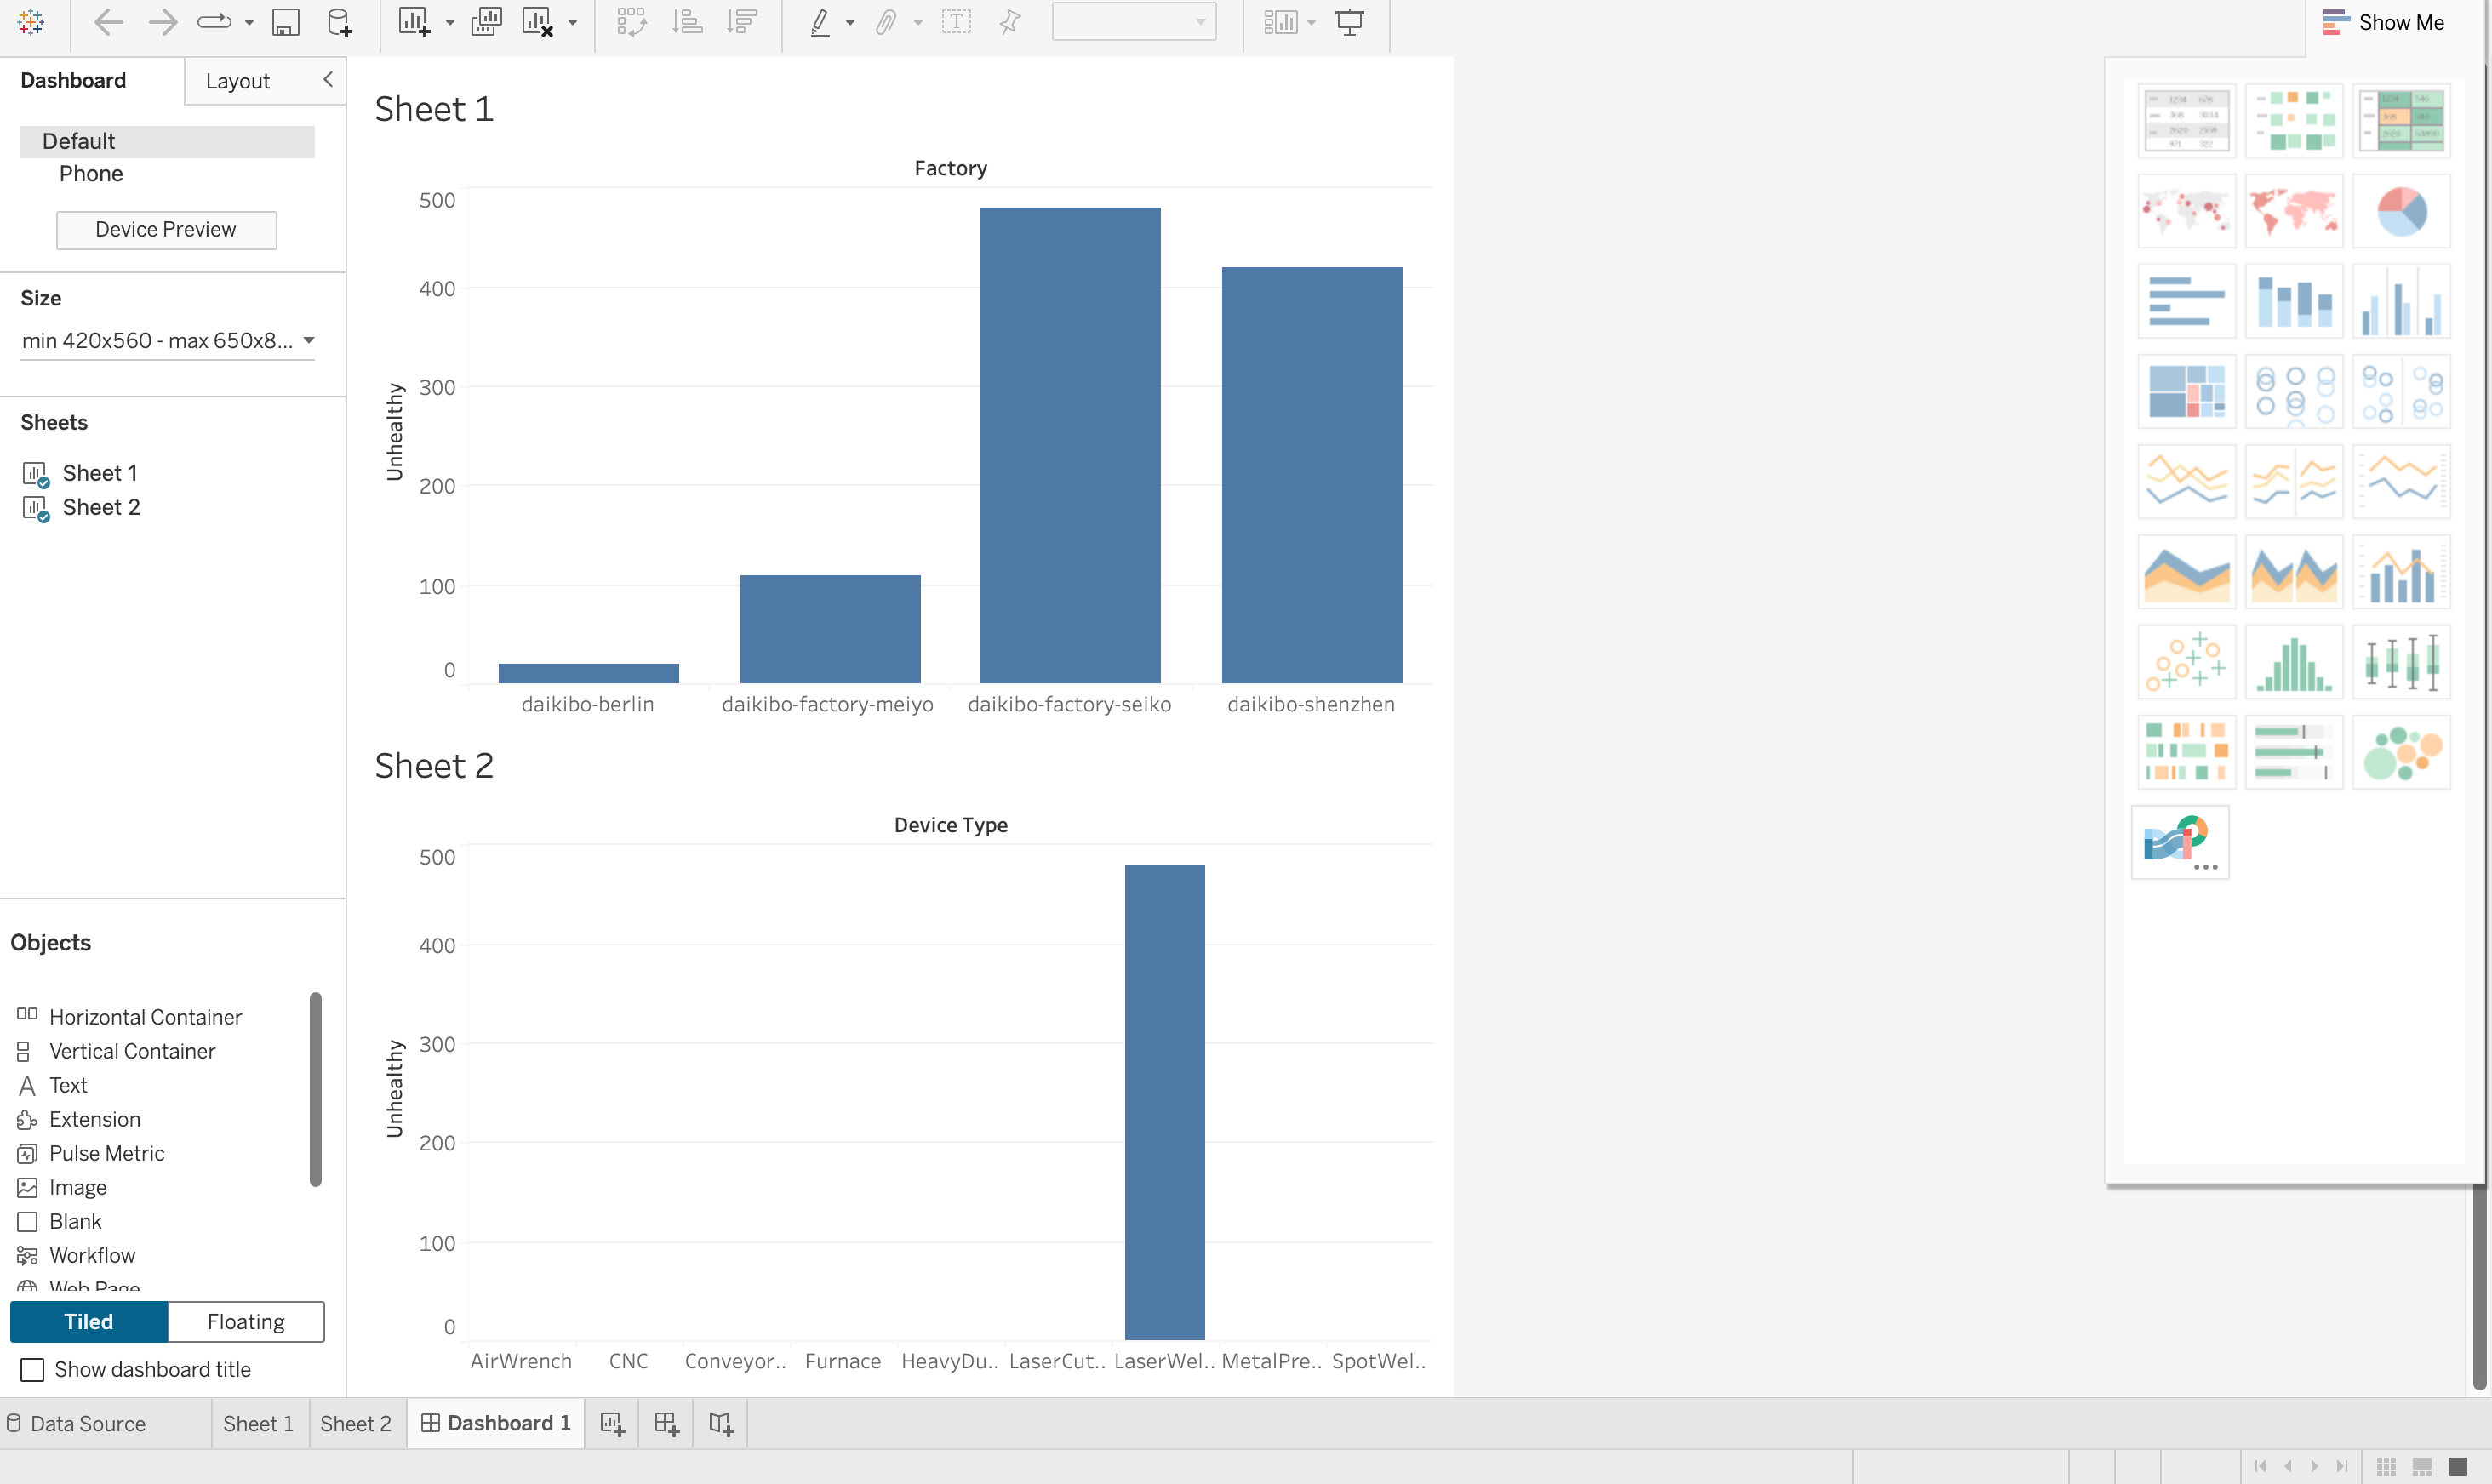 Show Me
Dashboard
Layout
Default
Phone
Device Preview
Size
min 420x560 - max 650x8...
Sheets
Sheet 1
Sheet 2
Objects
Horizontal Container
Vertical Container
Text
Extension
Pulse Metric
Image
Blank
Workflow
Web Page
Tiled
Floating
Show dashboard title
Sheet 1
Factory
500
400
300
200
100
0
Unhealthy
daikibo-berlin
daikibo-factory-meiyo
daikibo-factory-seiko
daikibo-shenzhen
Sheet 2
Device Type
500
400
300
200
100
0
Unhealthy
AirWrench
CNC
Conveyor..
Furnace
HeavyDu..
LaserCut..
LaserWel..
MetalPre..
SpotWel..
Data Source
Sheet 1
Sheet 2
Dashboard 1